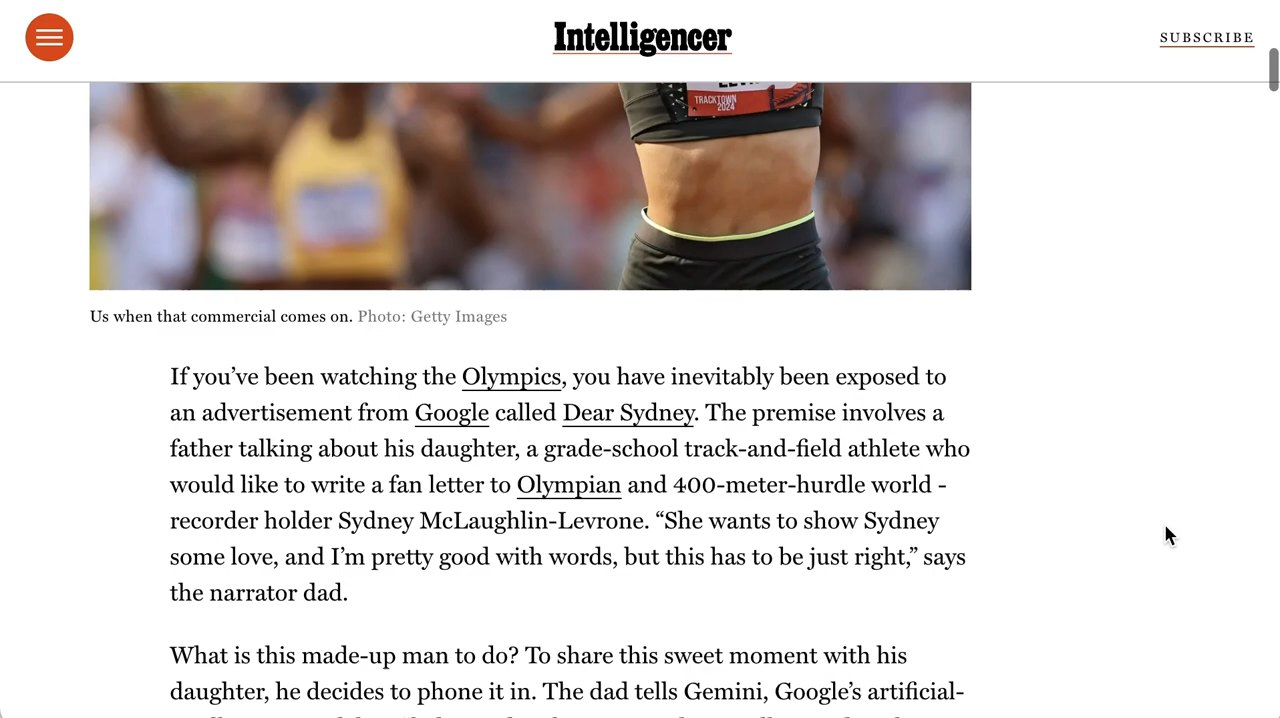 Intelligencer
SUBSCRIBE
TRACKTOWN
2024
Us when that commercial comes on. Photo: Getty Images
If you’ve been watching the Olympics, you have inevitably been exposed to
an advertisement from Google called Dear Sydney. The premise involves a
father talking about his daughter, a grade-school track-and-field athlete who
would like to write a fan letter to Olympian and 400-meter-hurdle world -
recorder holder Sydney McLaughlin-Levrone. “She wants to show Sydney
some love, and I’m pretty good with words, but this has to be just right,” says
the narrator dad.
What is this made-up man to do? To share this sweet moment with his
daughter, he decides to phone it in. The dad tells Gemini, Google’s artificial-